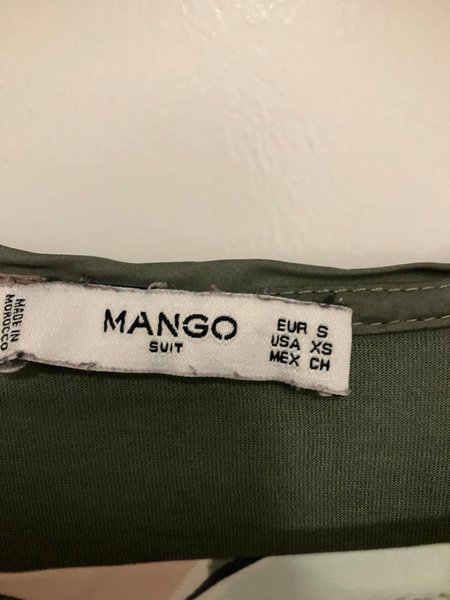 MADE IN
MOROCCO
MANGO
SUIT
EUR S
USA XS
MEX CH